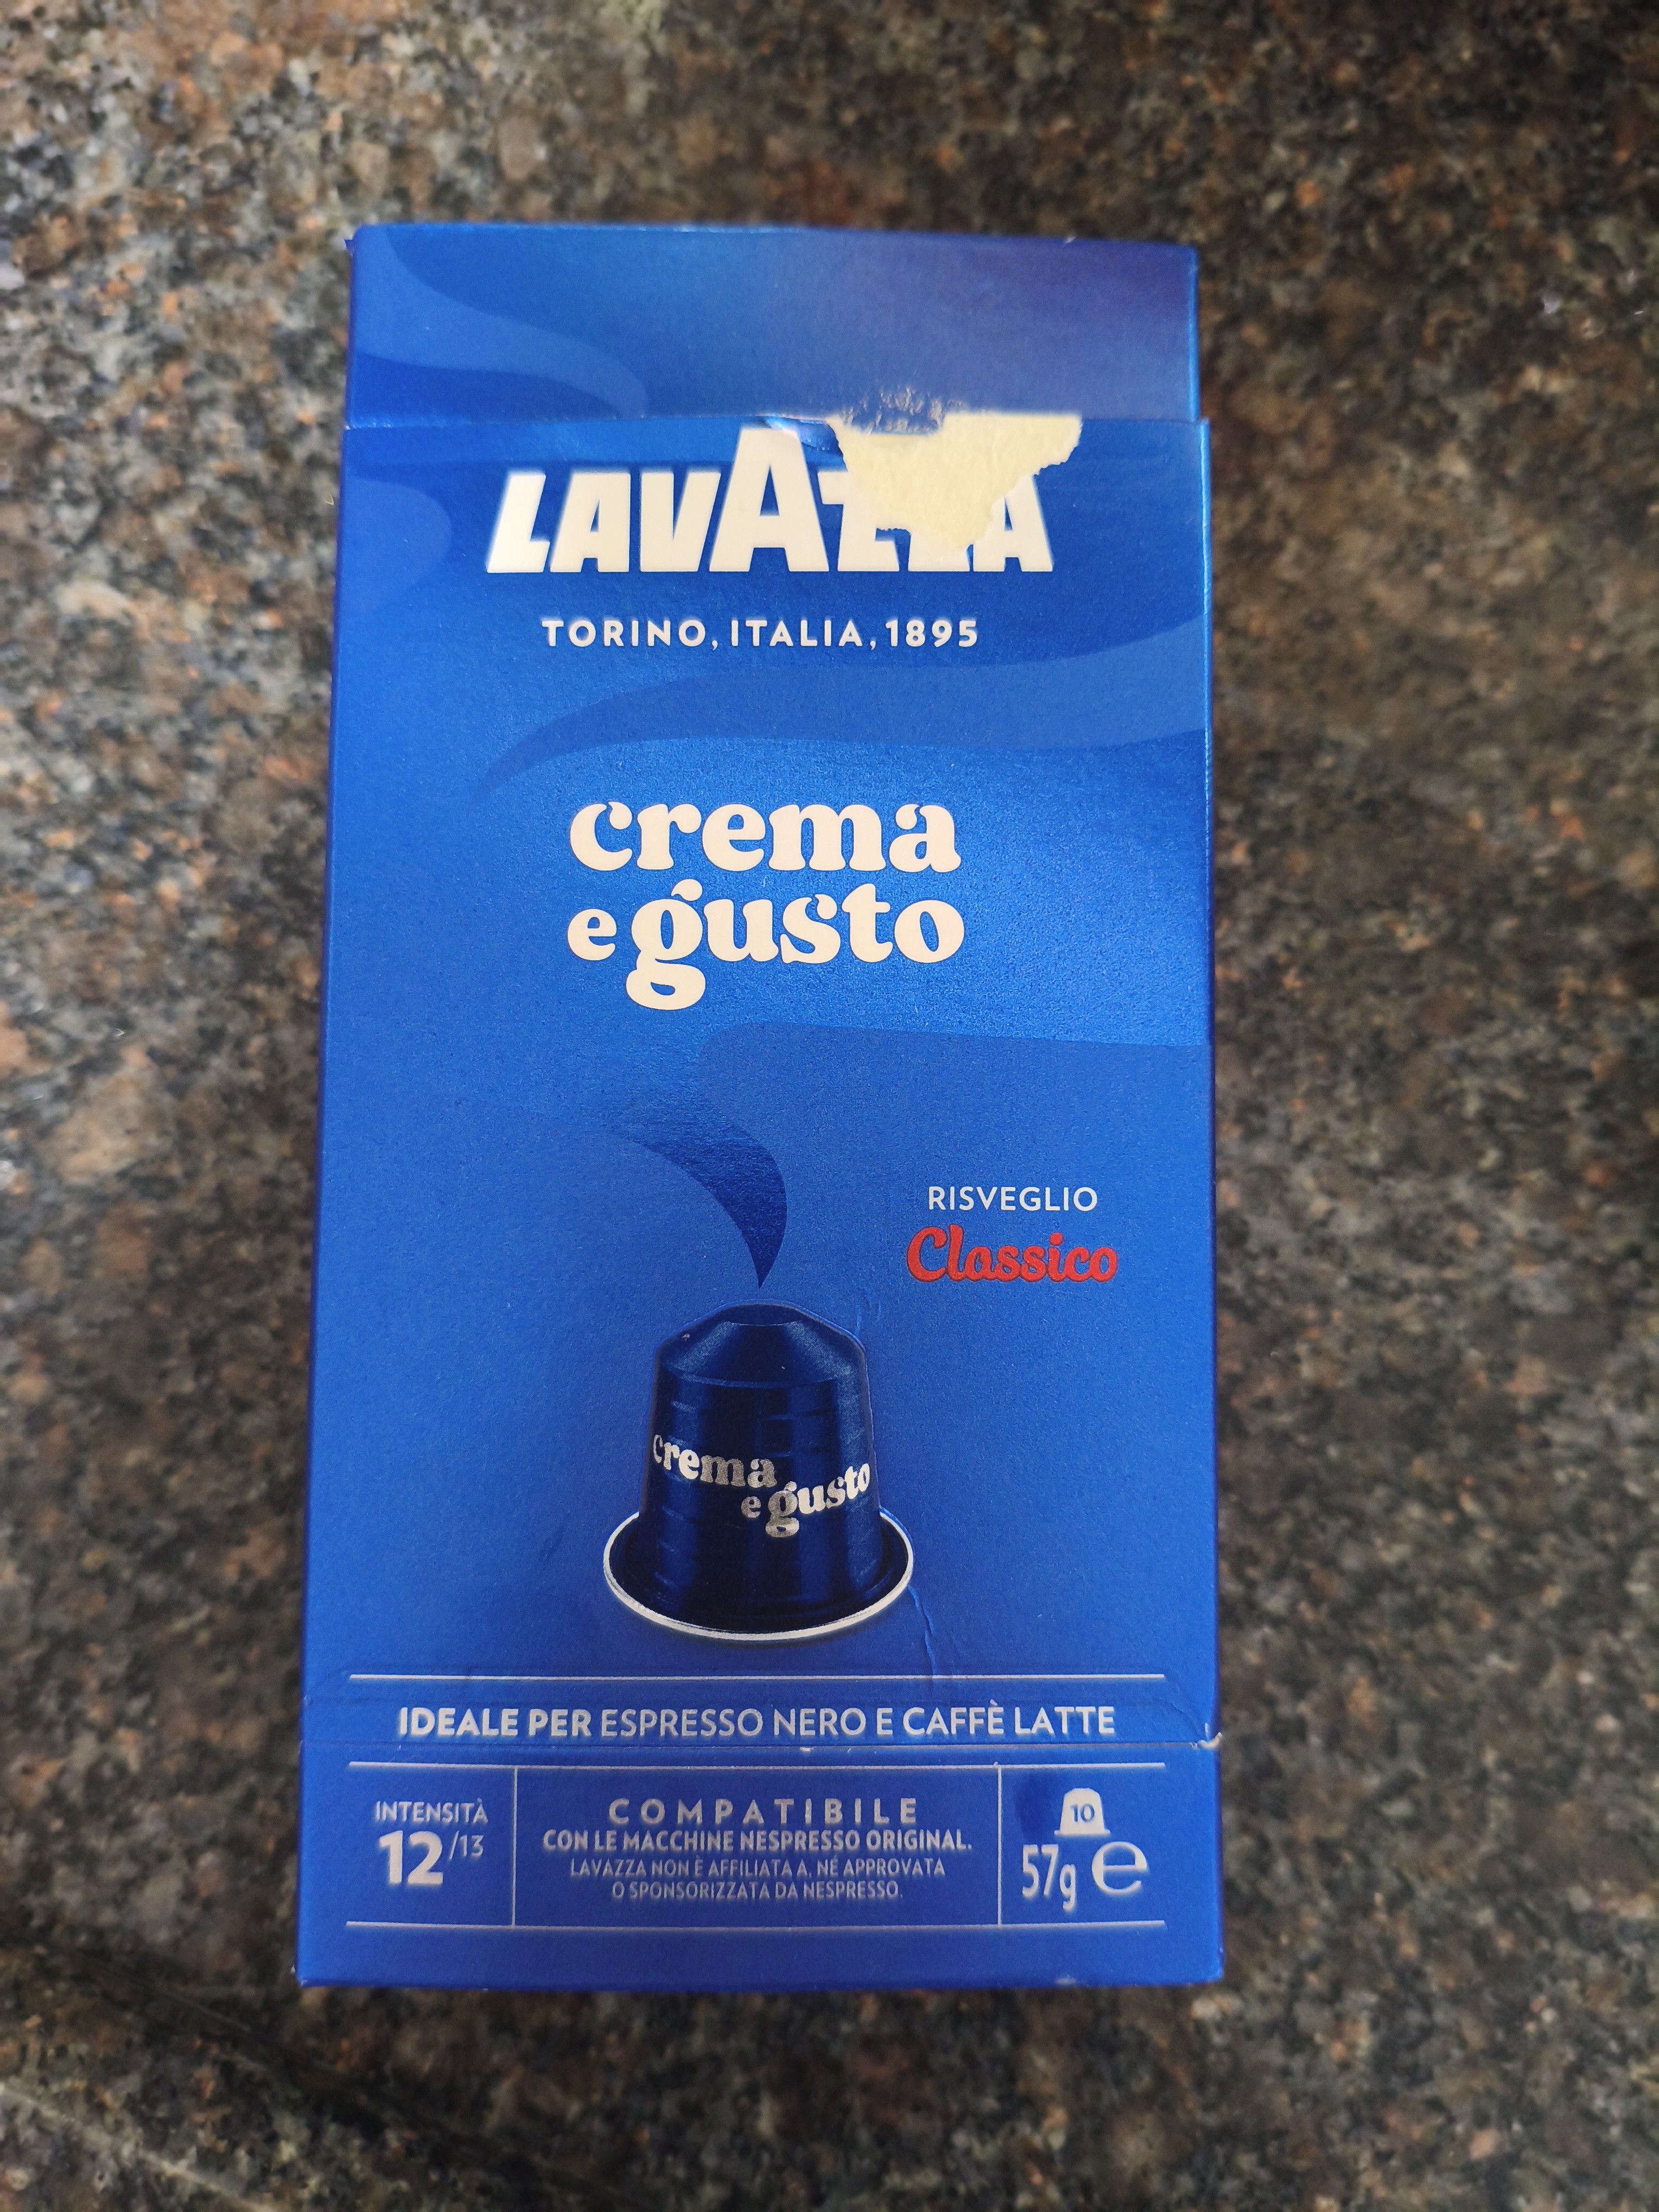 LAVAZZA
TORINO, ITALIA, 1895
crema
e gusto
RISVEGLIO
Classico
crema
e gusto
IDEALE PER ESPRESSO NERO E CAFFÈ LATTE
INTENSITÀ
12/13
COMPATIBILE
CON LE MACCHINE NESPRESSO ORIGINAL.
LAVAZZA NON È AFFILIATA A, NÉ APPROVATA
O SPONSORIZZATA DA NESPRESSO.
10
57g ℮